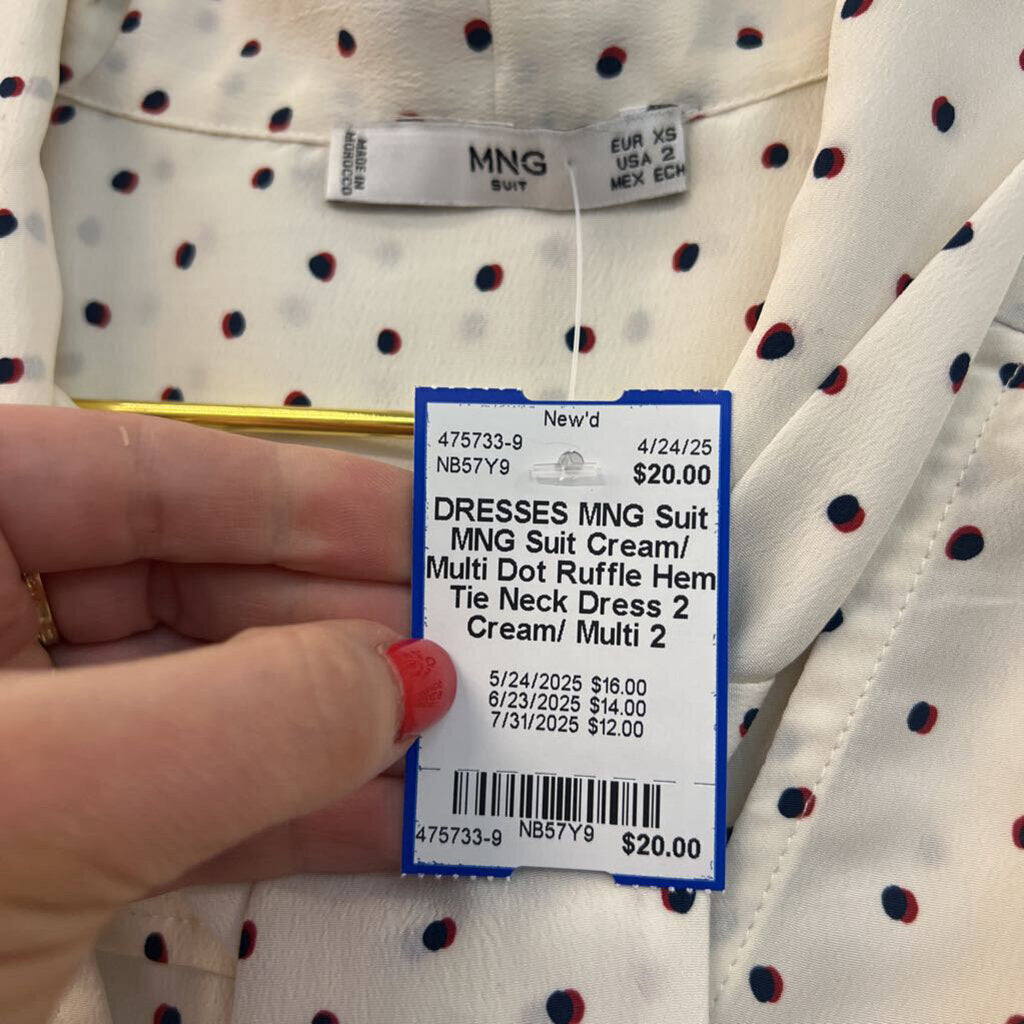 MADE IN
MOROCCO
MNG
SUIT
EUR XS
USA 2
MEX ECH
New'd
475733-9
4/24/25
NB57Y9
$20.00
DRESSES MNG Suit
MNG Suit Cream/
Multi Dot Ruffle Hem
Tie Neck Dress 2
Cream/ Multi 2
5/24/2025 $16.00
6/23/2025 $14.00
7/31/2025 $12.00
475733-9
NB57Y9
$20.00